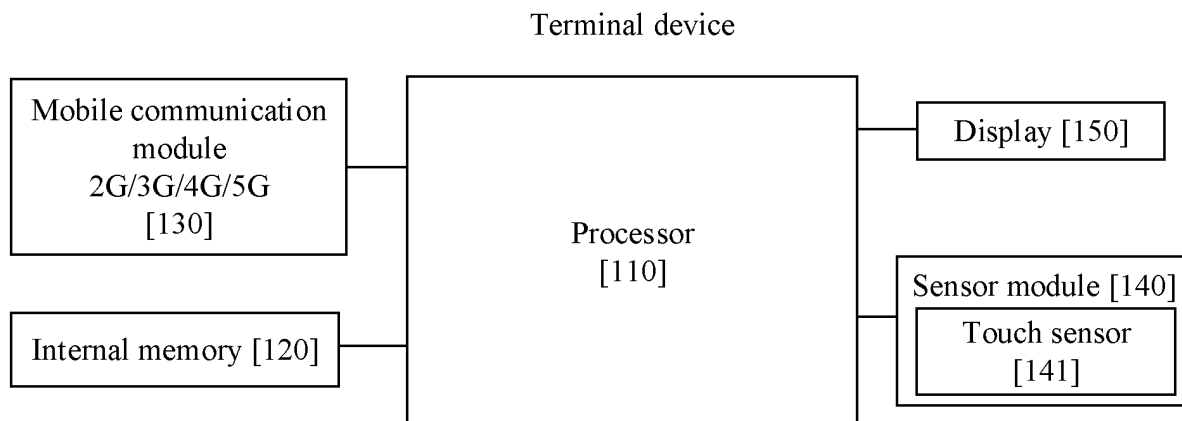 Terminal device
Mobile communication
module
2G/3G/4G/5G
[130]
Internal memory [120]
Processor
[110]
Display [150]
Sensor module [140]
Touch sensor
[141]